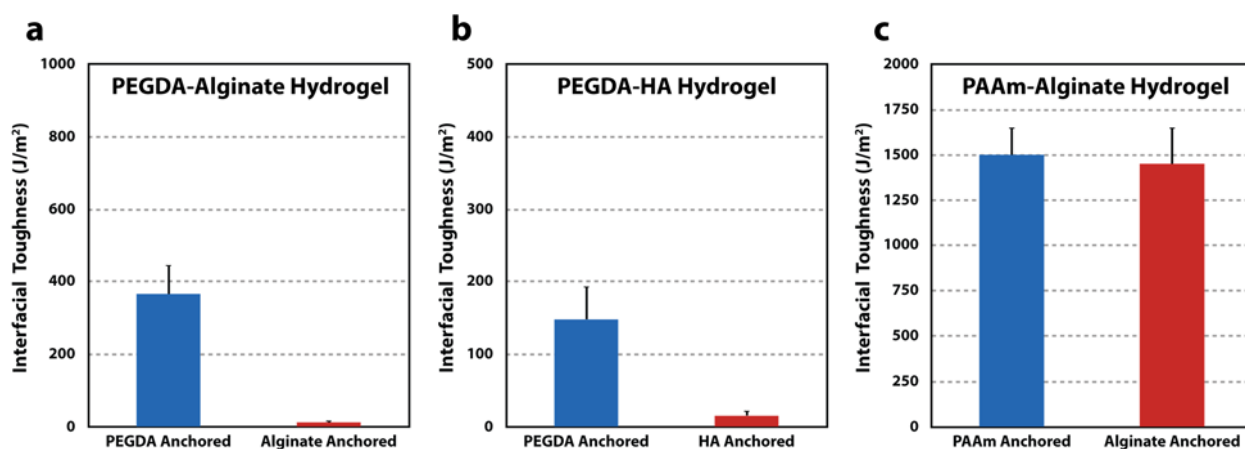 a
PEGDA-Alginate Hydrogel
Interfacial Toughness (J/m²)
1000
800
600
400
200
0
PEGDA Anchored
Alginate Anchored
b
PEGDA-HA Hydrogel
Interfacial Toughness (J/m²)
500
400
300
200
100
0
PEGDA Anchored
HA Anchored
c
PAAm-Alginate Hydrogel
Interfacial Toughness (J/m²)
2000
1750
1500
1250
1000
750
500
250
0
PAAm Anchored
Alginate Anchored